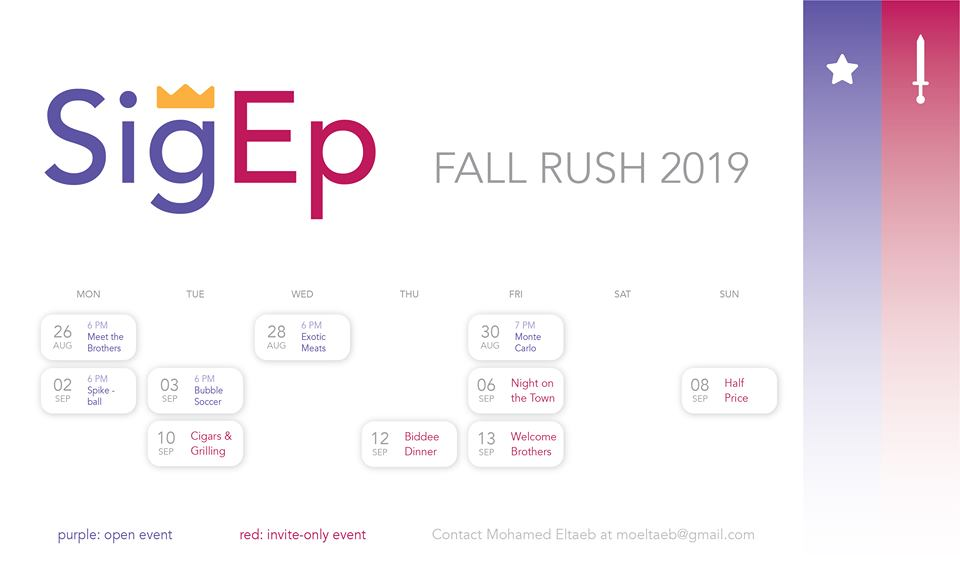 SigEp
FALL RUSH 2019
MON TUE WED THU FRI SAT SUN
26 AUG
6 PM
Meet the
Brothers
28 AUG
6 PM
Exotic
Meats
30 AUG
7 PM
Monte
Carlo
02 SEP
6 PM
Spike -
ball
03 SEP
6 PM
Bubble
Soccer
06 SEP
Night on
the Town
08 SEP
Half
Price
10 SEP
Cigars &
Grilling
12 SEP
Biddee
Dinner
13 SEP
Welcome
Brothers
purple: open event
red: invite-only event
Contact Mohamed Eltaeb at moeltaeb@gmail.com